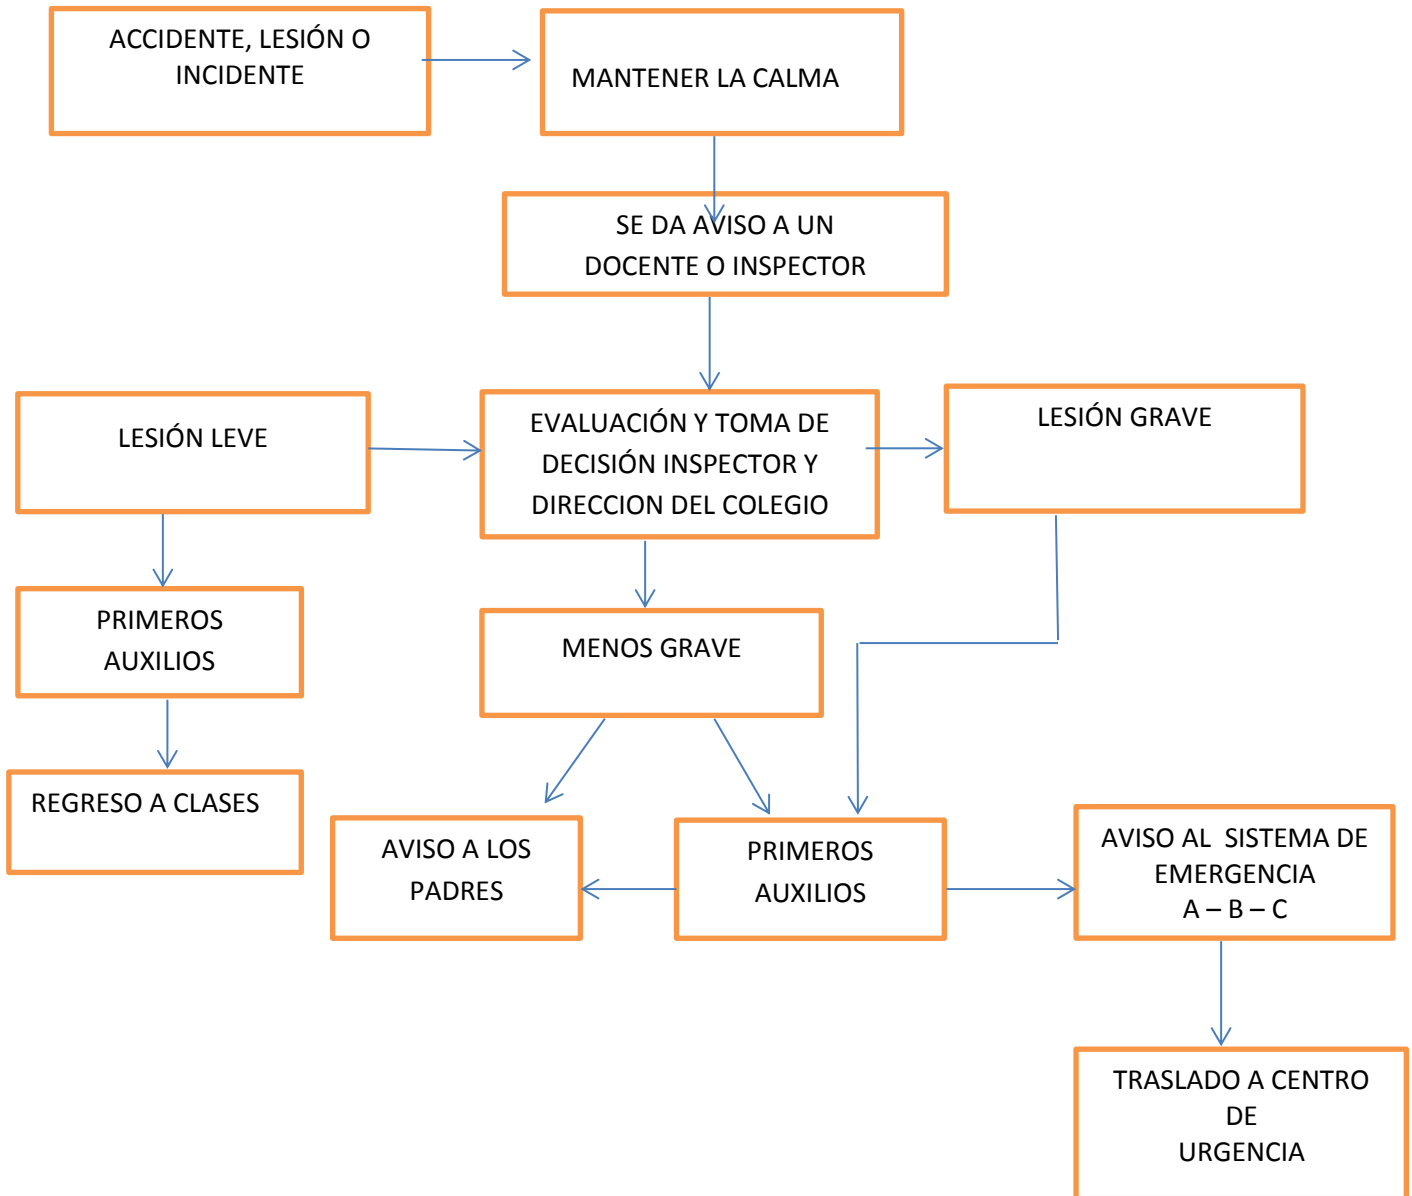 ACCIDENTE, LESIÓN O
INCIDENTE
MANTENER LA CALMA
SE DA AVISO A UN
DOCENTE O INSPECTOR
LESIÓN LEVE
EVALUACIÓN Y TOMA DE
DECISIÓN INSPECTOR Y
DIRECCION DEL COLEGIO
LESIÓN GRAVE
PRIMEROS
AUXILIOS
MENOS GRAVE
REGRESO A CLASES
AVISO A LOS
PADRES
PRIMEROS
AUXILIOS
AVISO AL SISTEMA DE
EMERGENCIA
A – B – C
TRASLADO A CENTRO
DE
URGENCIA